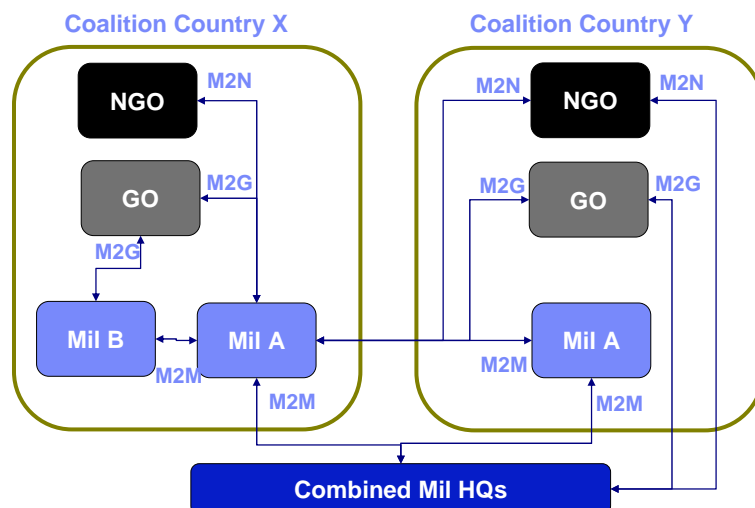 Coalition Country X
Coalition Country Y
M2N
NGO
M2N
NGO
M2N
M2G
GO
M2G
GO
M2G
M2G
Mil B
Mil A
Mil A
M2M
M2M
M2M
M2M
Combined Mil HQs